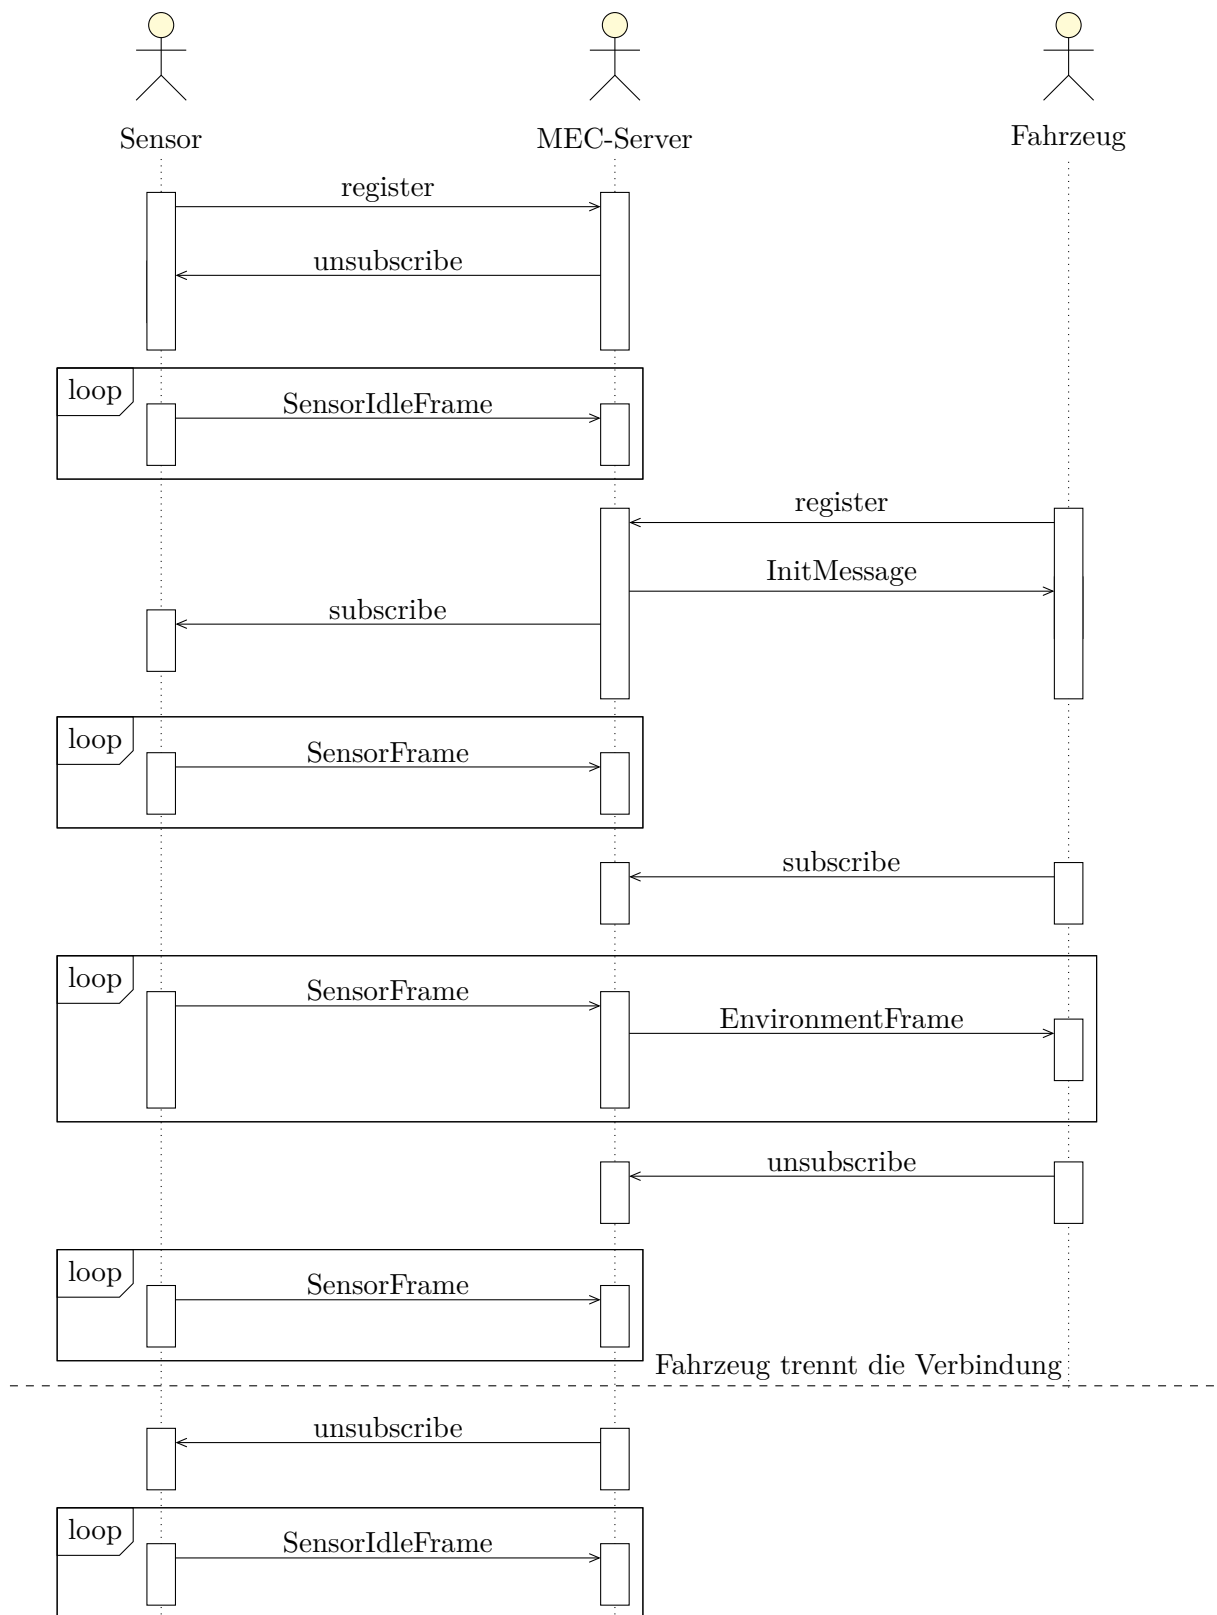 Sensor
MEC-Server
Fahrzeug
register
unsubscribe
loop
SensorIdleFrame
register
InitMessage
subscribe
loop
SensorFrame
subscribe
loop
SensorFrame
EnvironmentFrame
unsubscribe
loop
SensorFrame
Fahrzeug trennt die Verbindung
unsubscribe
loop
SensorIdleFrame